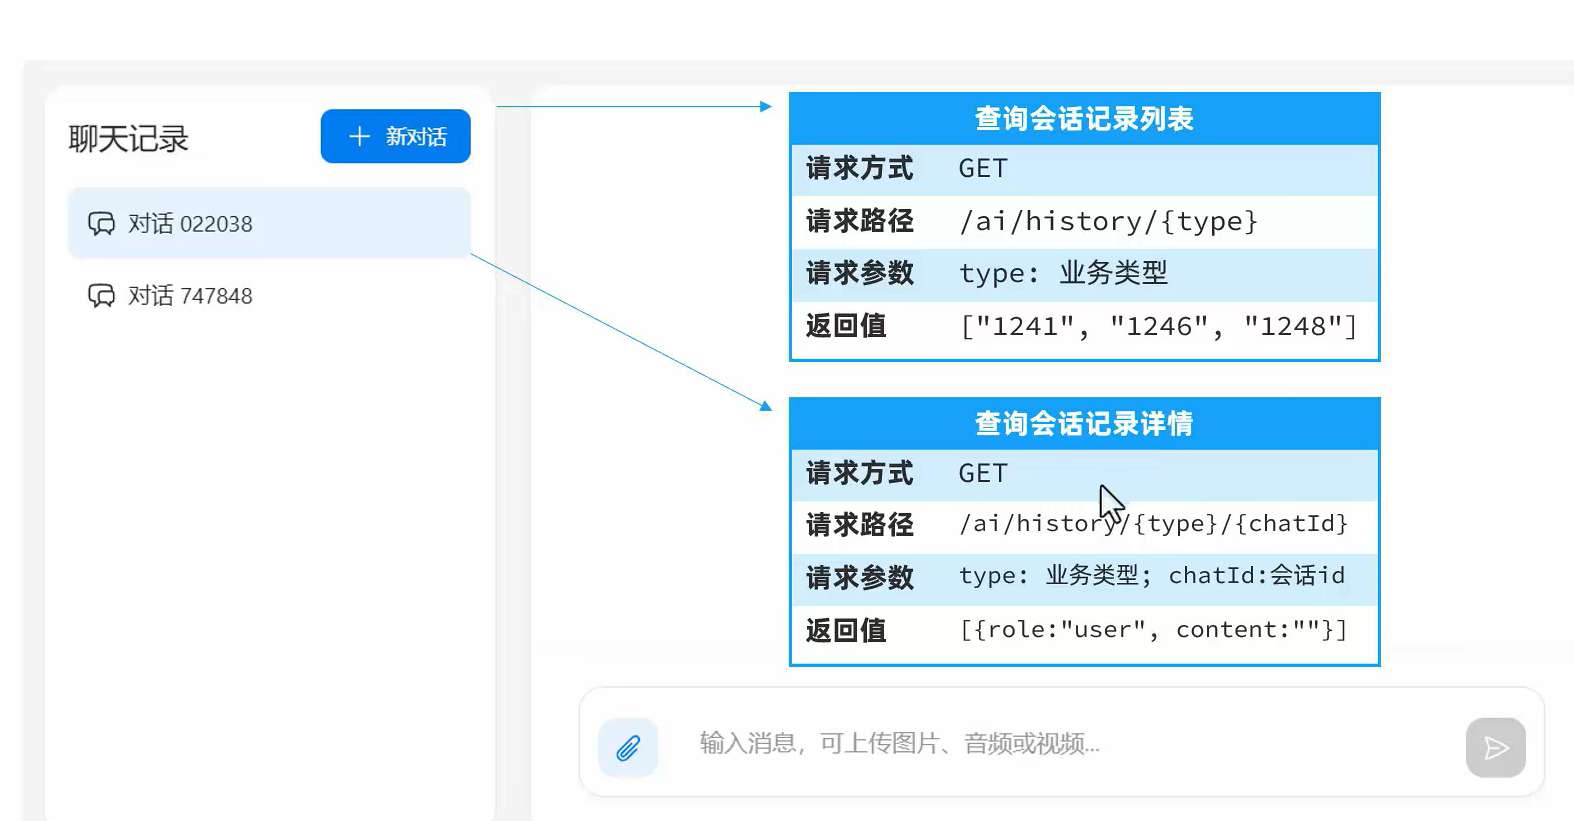 聊天记录
新对话
对话 022038
对话 747848
查询会话记录列表
请求方式 GET
请求路径 /ai/history/{type}
请求参数 type: 业务类型
返回值 ["1241", "1246", "1248"]
查询会话记录详情
请求方式 GET
请求路径 /ai/history/{type}/{chatId}
请求参数 type: 业务类型; chatId:会话id
返回值 [{role:"user", content:""}]
输入消息，可上传图片、音频或视频...